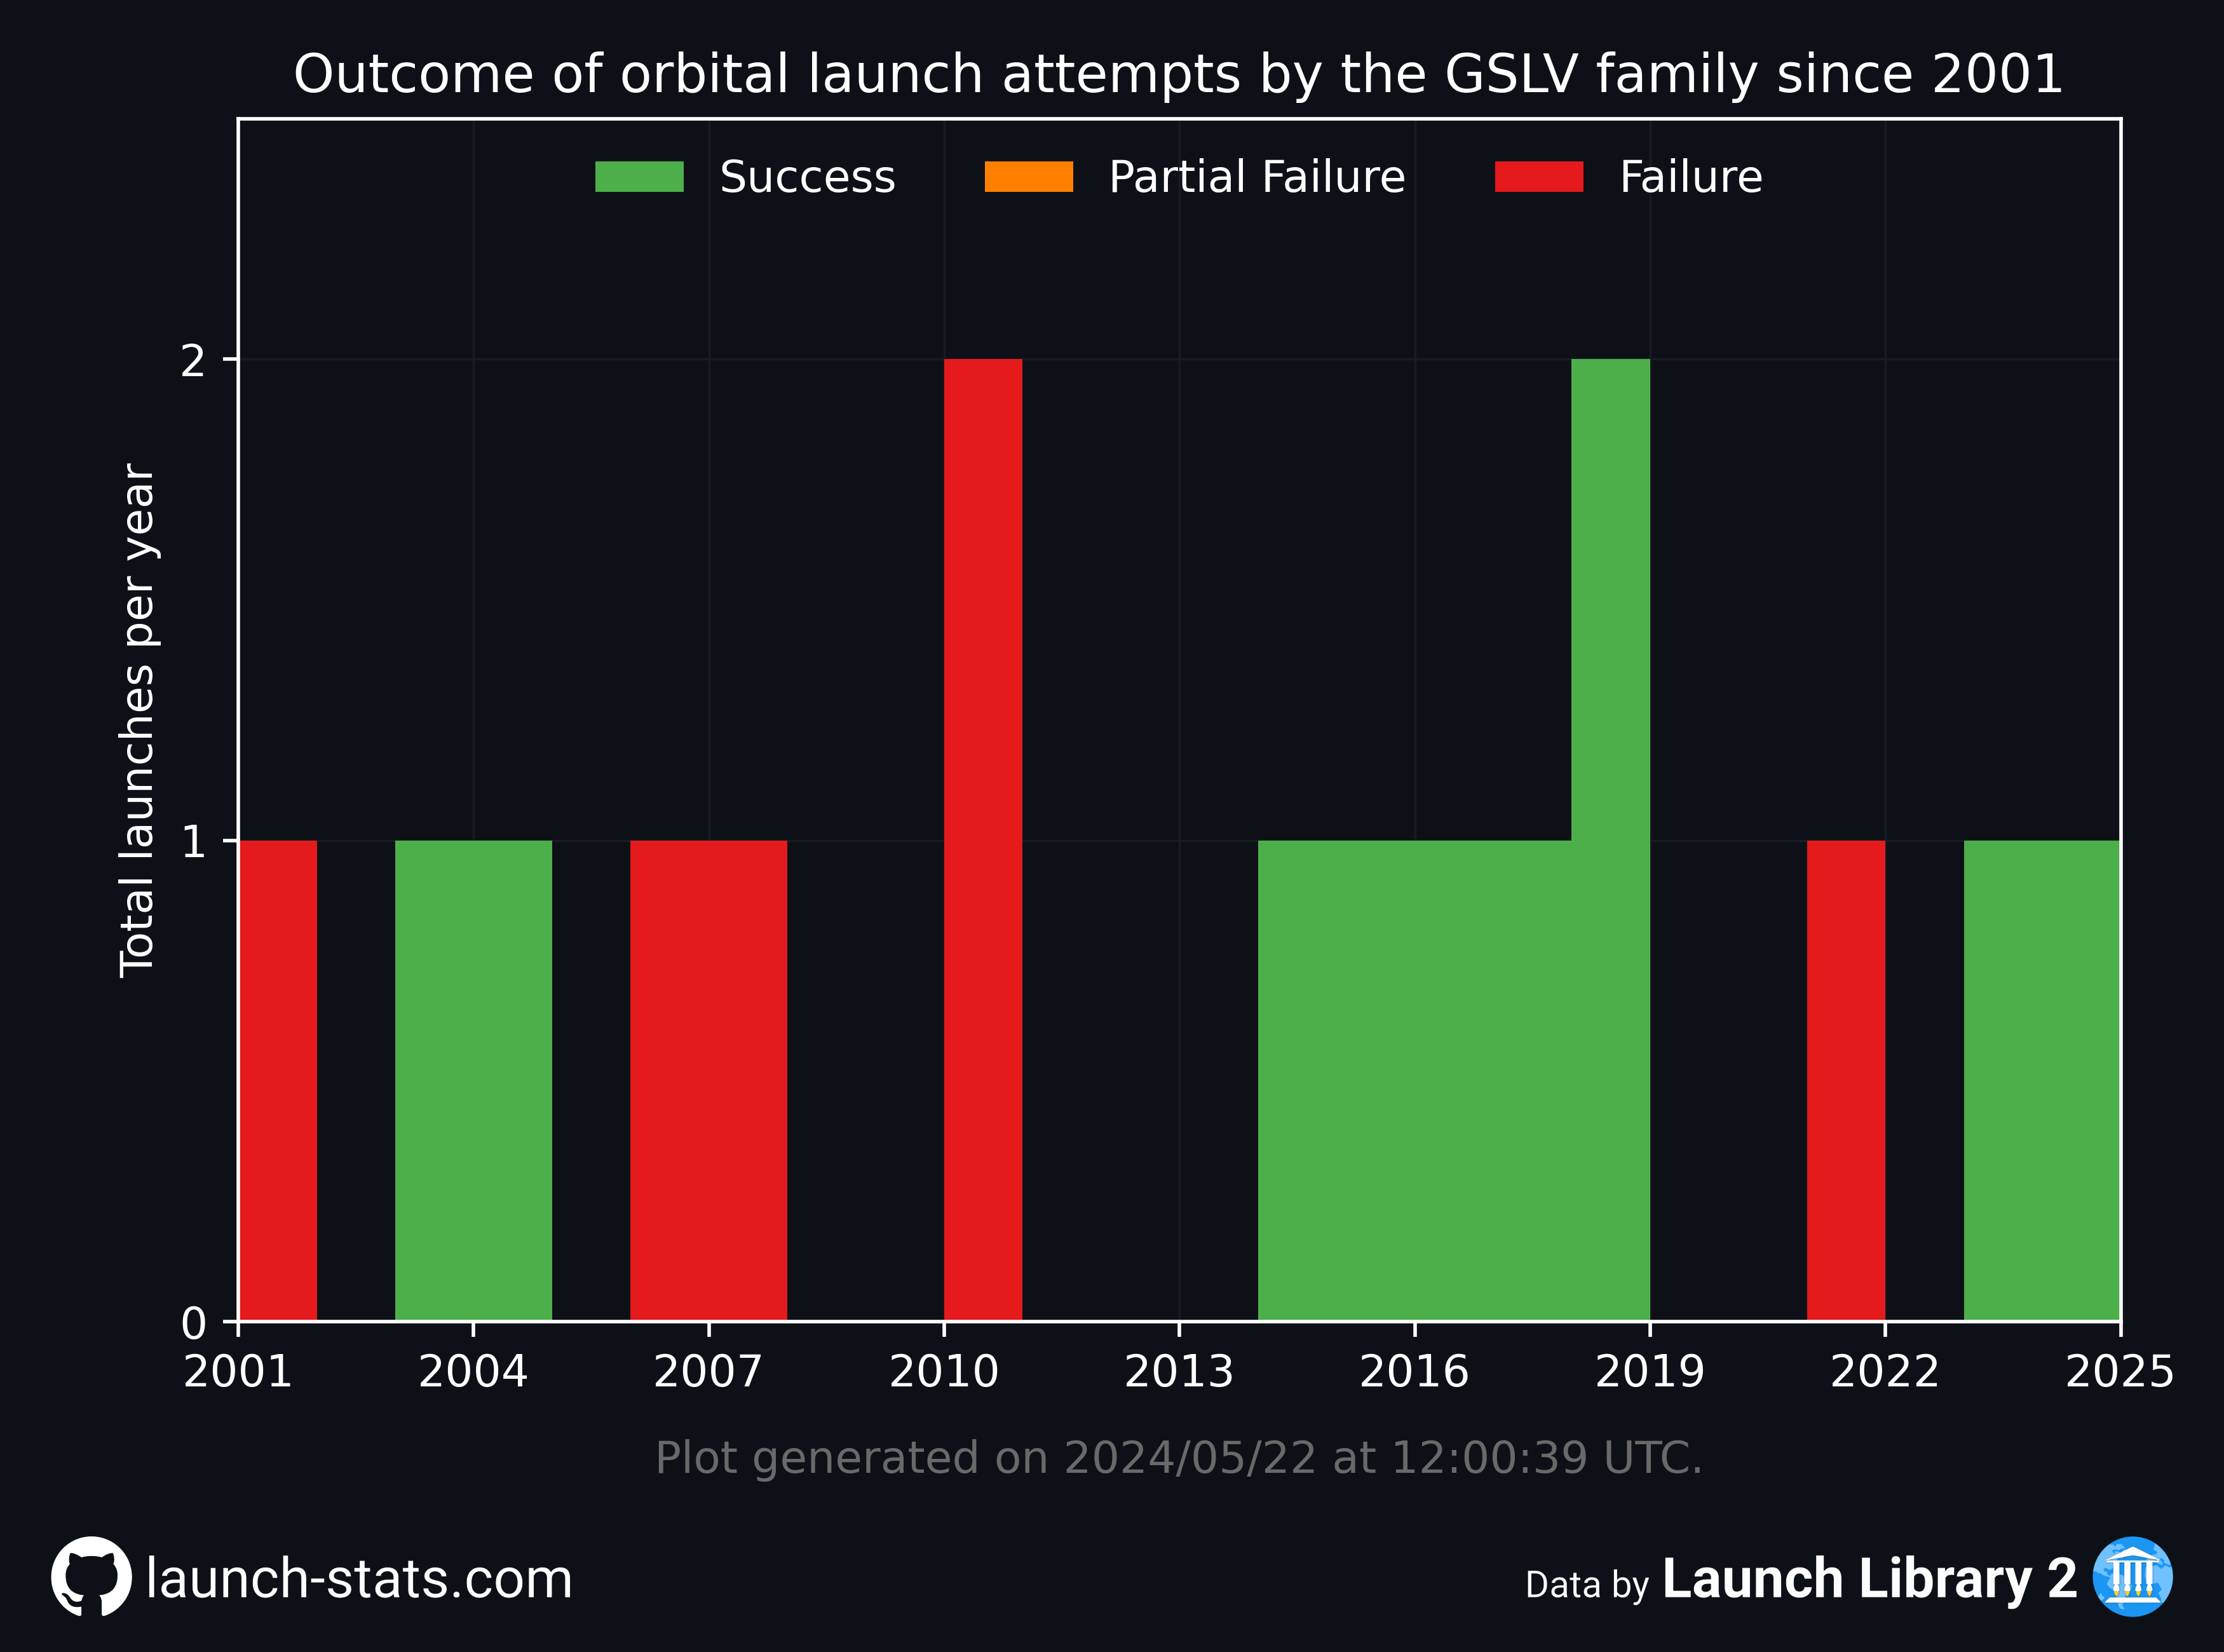 Outcome of orbital launch attempts by the GSLV family since 2001
Success
Partial Failure
Failure
Total launches per year
2
1
0
2001
2004
2007
2010
2013
2016
2019
2022
2025
Plot generated on 2024/05/22 at 12:00:39 UTC.
launch-stats.com
Data by Launch Library 2